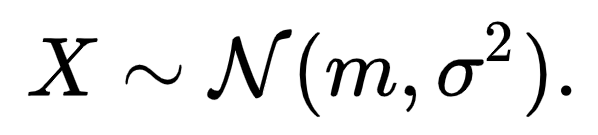 X ∼ 𝒩(m, σ²).